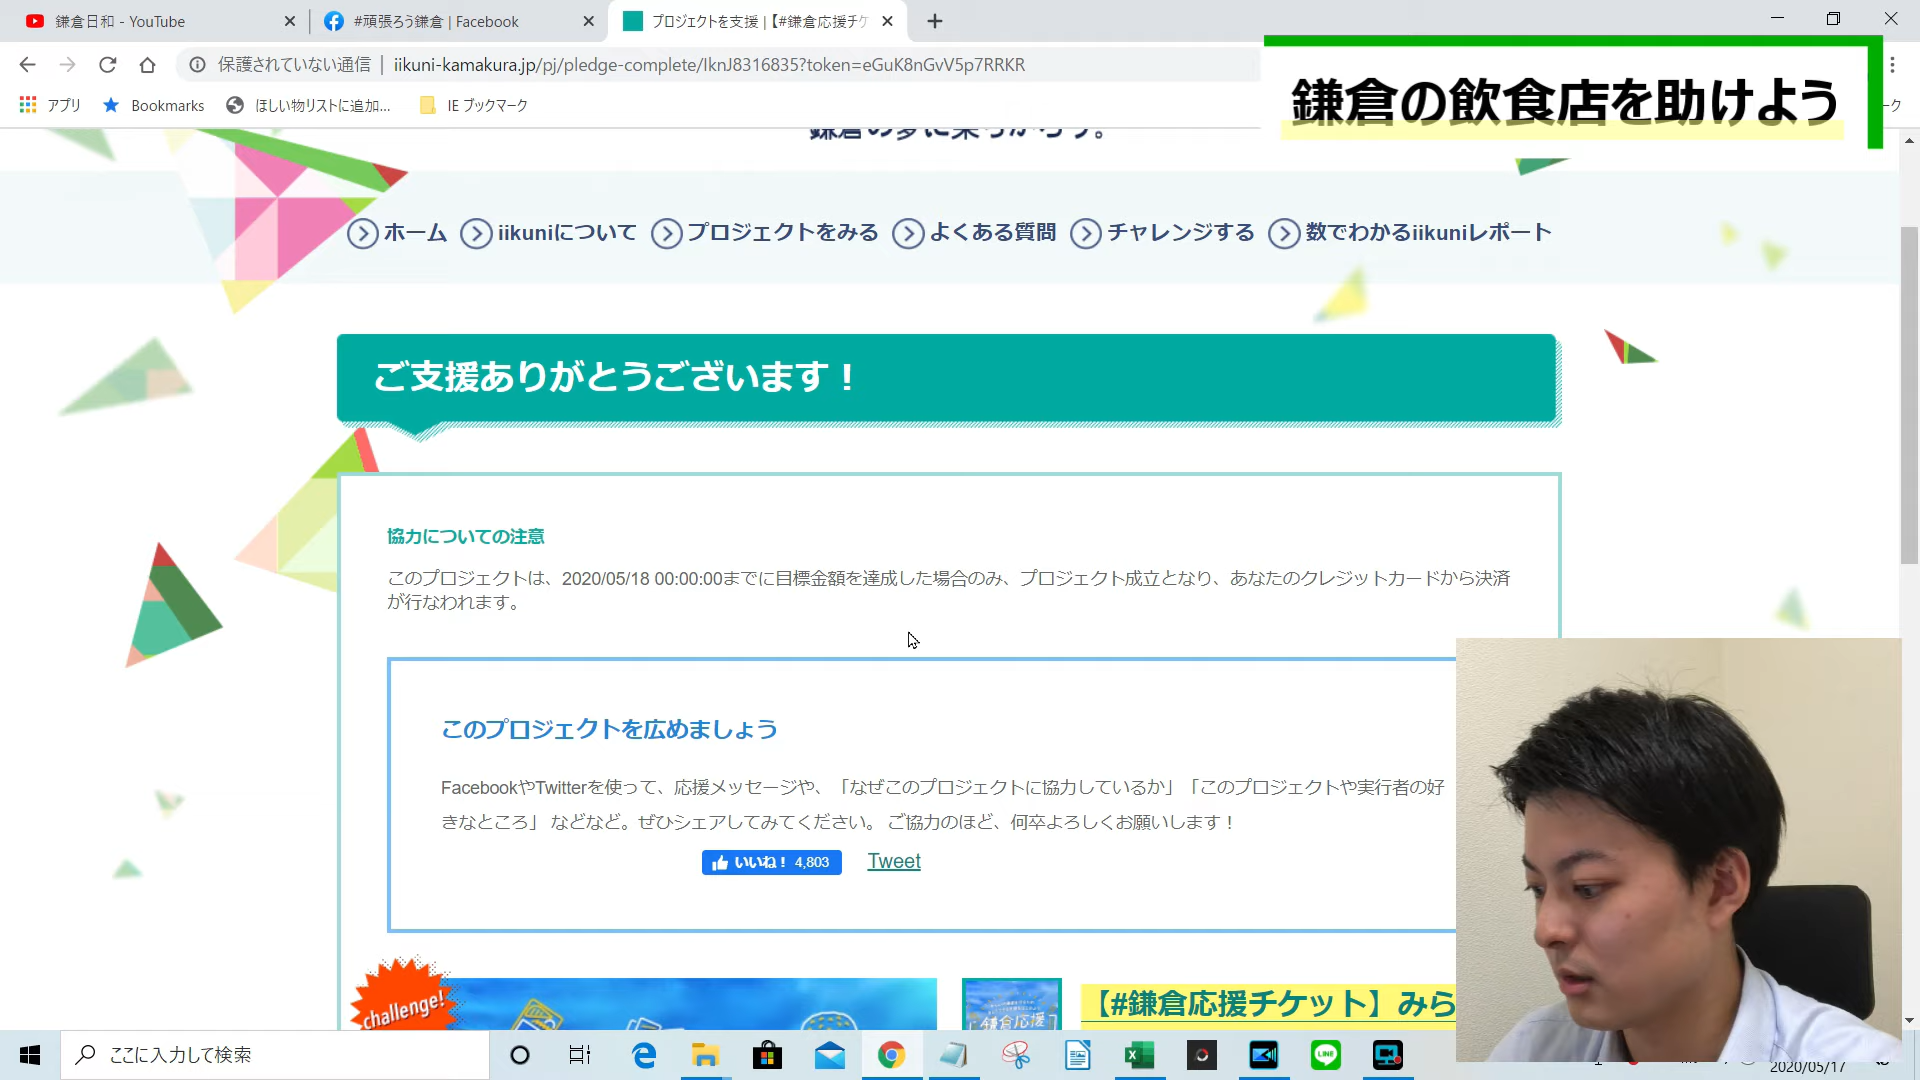 鎌倉日和 - YouTube
#頑張ろう鎌倉 | Facebook
プロジェクトを支援 | 【#鎌倉応援チケ
保護されていない通信 | iikuni-kamakura.jp/pj/pledge-complete/IknJ8316835?token=eGuK8nGvV5p7RRKR
アプリ Bookmarks ほしい物リストに追加... IE ブックマーク
鎌倉の飲食店を助けよう
ホーム iikuniについて プロジェクトをみる よくある質問 チャレンジする 数でわかるiikuniレポート
ご支援ありがとうございます！
協力についての注意
このプロジェクトは、2020/05/18 00:00:00までに目標金額を達成した場合のみ、プロジェクト成立となり、あなたのクレジットカードから決済
が行なわれます。
このプロジェクトを広めましょう
FacebookやTwitterを使って、応援メッセージや、「なぜこのプロジェクトに協力しているか」「このプロジェクトや実行者の好
きなところ」 などなど。ぜひシェアしてみてください。 ご協力のほど、何卒よろしくお願いします！
いいね！ 4,803 Tweet
challenge!
鎌倉応援
【#鎌倉応援チケット】みら
ここに入力して検索
LINE
2020/05/17